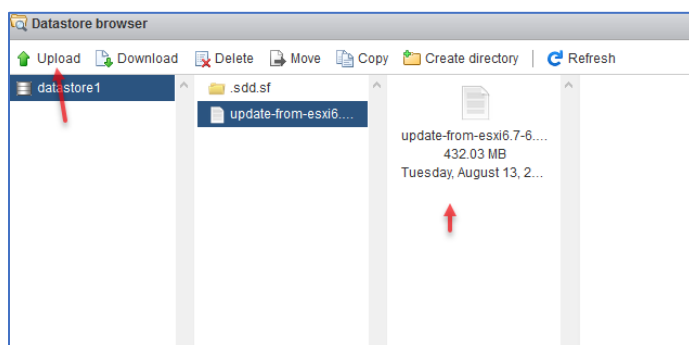 Datastore browser
Upload Download Delete Move Copy Create directory Refresh
datastore1
.sdd.sf
update-from-esxi6....
update-from-esxi6.7-6....
432.03 MB
Tuesday, August 13, 2...